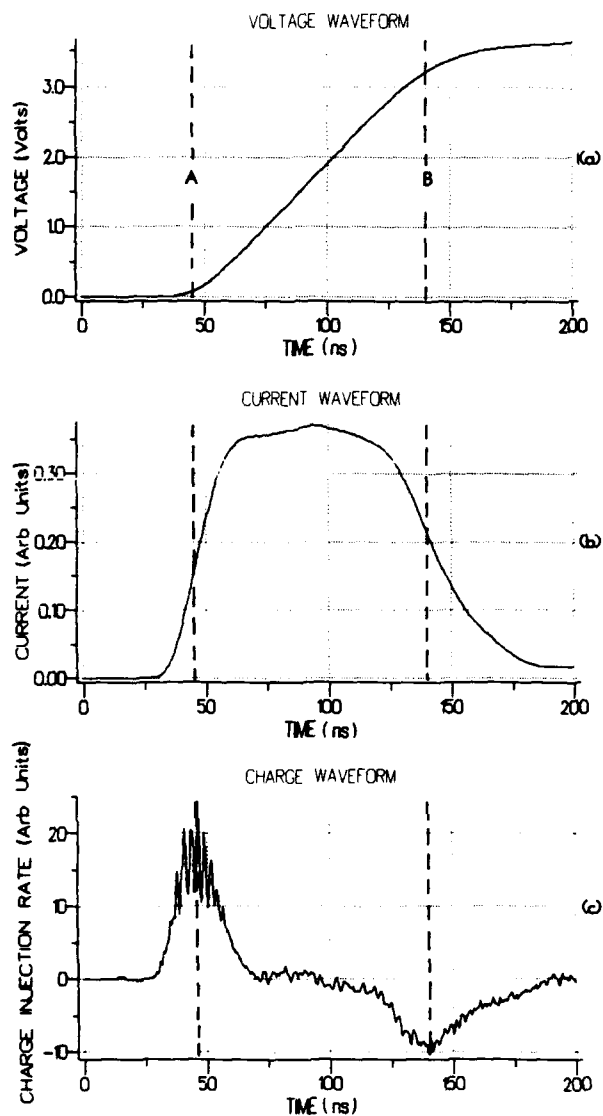 VOLTAGE WAVEFORM
VOLTAGE (Volts)
3.0
2.0
1.0
0.0
A
B
(a)
0 50 100 150 200
TIME (ns)
CURRENT WAVEFORM
CURRENT (Arb Units)
0.30
0.20
0.10
0.00
(b)
0 50 100 150 200
TIME (ns)
CHARGE WAVEFORM
CHARGE INJECTION RATE (Arb Units)
20
10
0
-10
(c)
0 50 100 150 200
TIME (ns)